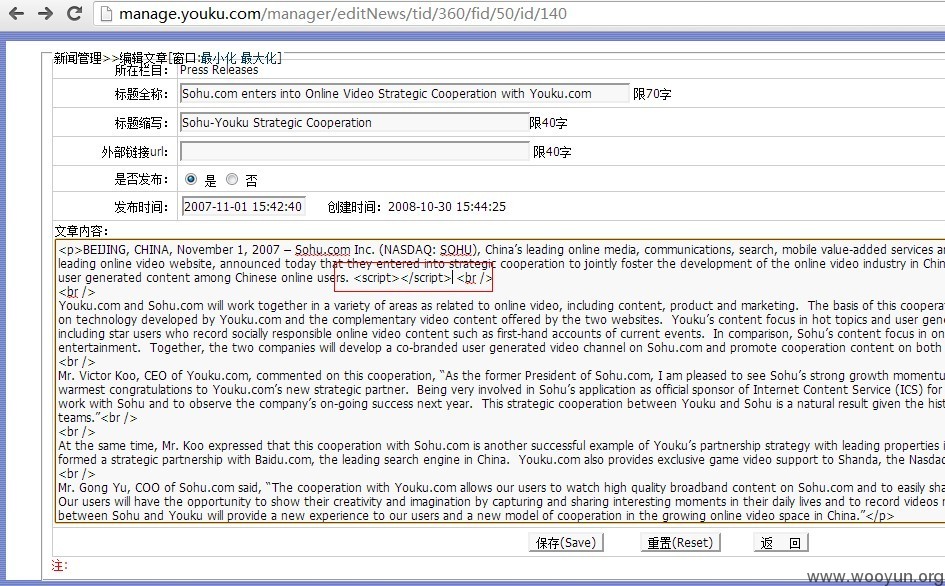 manage.youku.com/manager/editNews/tid/360/fid/50/id/140
新闻管理>>编辑文章[窗口:最小化 最大化]
所在栏目: Press Releases
标题全称: Sohu.com enters into Online Video Strategic Cooperation with Youku.com 限70字
标题缩写: Sohu-Youku Strategic Cooperation 限40字
外部链接url: 限40字
是否发布: 是 否
发布时间: 2007-11-01 15:42:40 创建时间: 2008-10-30 15:44:25
文章内容:
<p>BEIJING, CHINA, November 1, 2007 – Sohu.com Inc. (NASDAQ: SOHU), China's leading online media, communications, search, mobile value-added services a
leading online video website, announced today that they entered into strategic cooperation to jointly foster the development of the online video industry in Chin
user generated content among Chinese online users. <script></script> <br />
<br />
Youku.com and Sohu.com will work together in a variety of areas as related to online video, including content, product and marketing.  The basis of this coopera
on technology developed by Youku.com and the complementary video content offered by the two websites.  Youku's content focus in hot topics and user gene
including star users who record socially responsible online video content such as first-hand accounts of current events.  In comparison, Sohu's content focus in on
entertainment.  Together, the two companies will develop a co-branded user generated video channel on Sohu.com and promote cooperation content on both
<br />
Mr. Victor Koo, CEO of Youku.com, commented on this cooperation, "As the former President of Sohu.com, I am pleased to see Sohu's strong growth momentu
warmest congratulations to Youku.com's new strategic partner.  Being very involved in Sohu's application as official sponsor of Internet Content Service (ICS) for
work with Sohu and to observe the company's on-going success next year.  This strategic cooperation between Youku and Sohu is a natural result given the hist
teams."<br />
<br />
At the same time, Mr. Koo expressed that this cooperation with Sohu.com is another successful example of Youku's partnership strategy with leading properties i
formed a strategic partnership with Baidu.com, the leading search engine in China.  Youku.com also provides exclusive game video support to Shanda, the Nasda
<br />
Mr. Gong Yu, COO of Sohu.com said, "The cooperation with Youku.com allows our users to watch high quality broadband content on Sohu.com and to easily sha
Our users will have the opportunity to show their creativity and imagination by capturing and sharing interesting moments in their daily lives and to record videos
between Sohu and Youku will provide a new experience to our users and a new model of cooperation in the growing online video space in China."</p>
保存(Save) 重置(Reset) 返 回
注:
www.wooyun.org